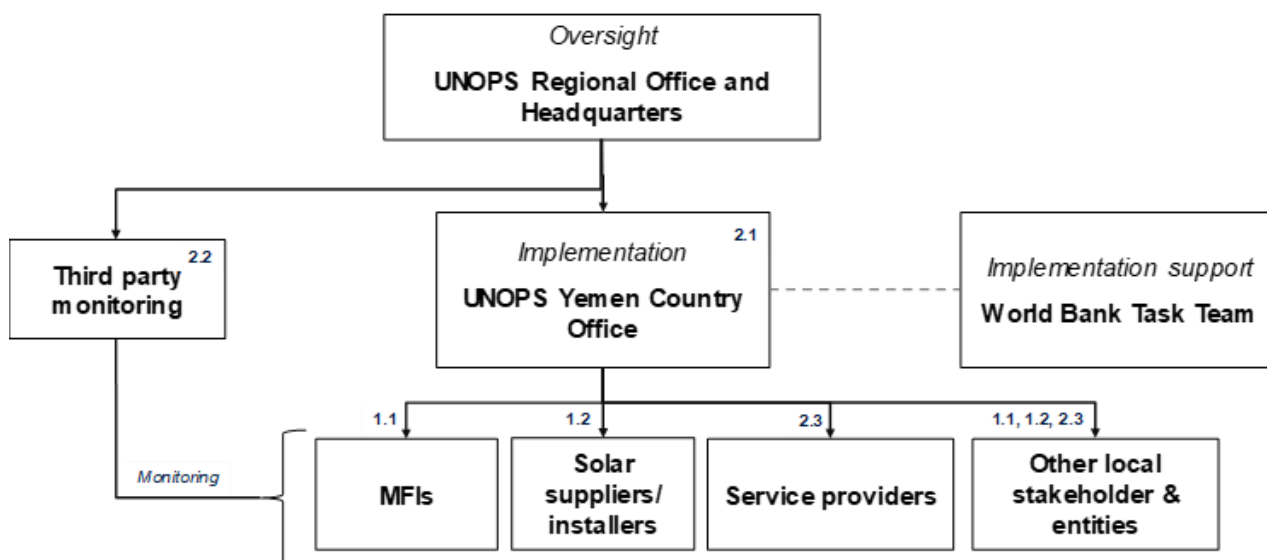 Oversight
UNOPS Regional Office and
Headquarters
2.2
Third party
monitoring
2.1
Implementation
UNOPS Yemen Country
Office
Implementation support
World Bank Task Team
1.1
1.2
2.3
1.1, 1.2, 2.3
Monitoring
MFIs
Solar
suppliers/
installers
Service providers
Other local
stakeholder &
entities